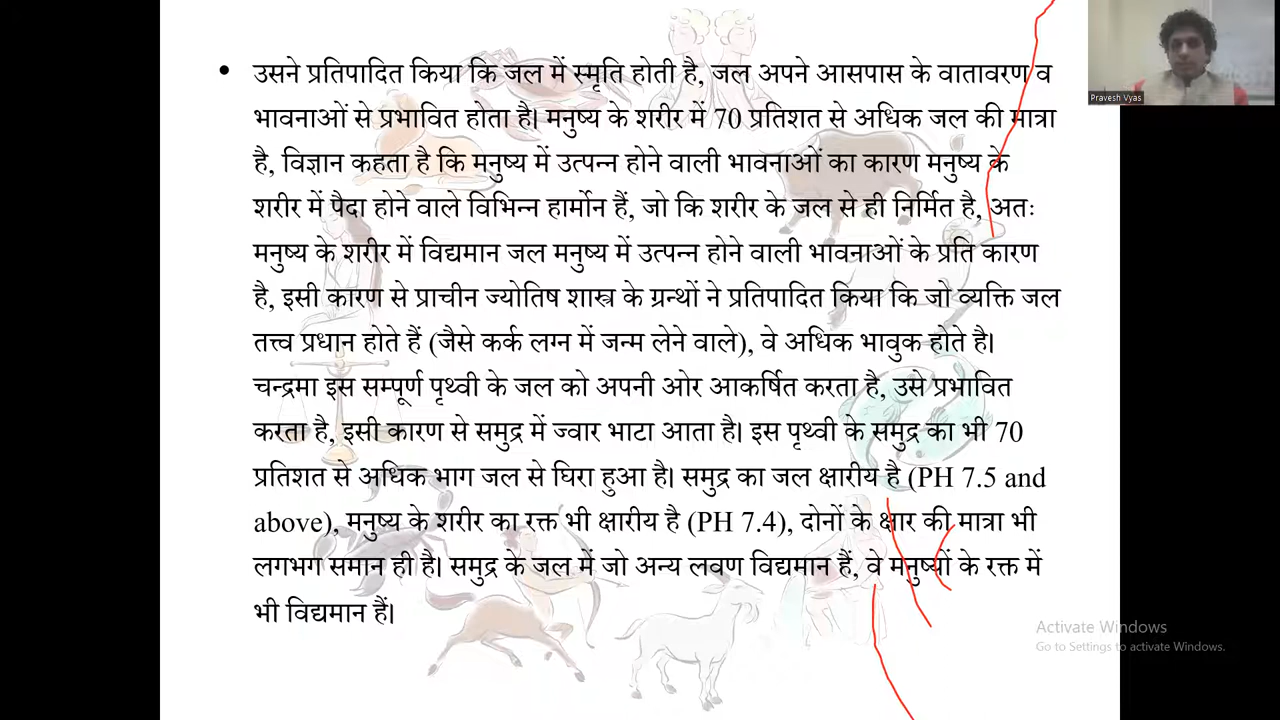 • उसने प्रतिपादित किया कि जल में स्मृति होती है, जल अपने आसपास के वातावरण व
भावनाओं से प्रभावित होता है। मनुष्य के शरीर में 70 प्रतिशत से अधिक जल की मात्रा
है, विज्ञान कहता है कि मनुष्य में उत्पन्न होने वाली भावनाओं का कारण मनुष्य के
शरीर में पैदा होने वाले विभिन्न हार्मोन हैं, जो कि शरीर के जल से ही निर्मित है, अतः
मनुष्य के शरीर में विद्यमान जल मनुष्य में उत्पन्न होने वाली भावनाओं के प्रति कारण
है, इसी कारण से प्राचीन ज्योतिष शास्त्र के ग्रन्थों ने प्रतिपादित किया कि जो व्यक्ति जल
तत्त्व प्रधान होते हैं (जैसे कर्क लग्न में जन्म लेने वाले), वे अधिक भावुक होते है।
चन्द्रमा इस सम्पूर्ण पृथ्वी के जल को अपनी ओर आकर्षित करता है, उसे प्रभावित
करता है, इसी कारण से समुद्र में ज्वार भाटा आता है। इस पृथ्वी के समुद्र का भी 70
प्रतिशत से अधिक भाग जल से घिरा हुआ है। समुद्र का जल क्षारीय है (PH 7.5 and
above), मनुष्य के शरीर का रक्त भी क्षारीय है (PH 7.4), दोनों के क्षार की मात्रा भी
लगभग समान ही है। समुद्र के जल में जो अन्य लवण विद्यमान हैं, वे मनुष्यों के रक्त में
भी विद्यमान हैं।
Pravesh Vyas
Activate Windows
Go to Settings to activate Windows.